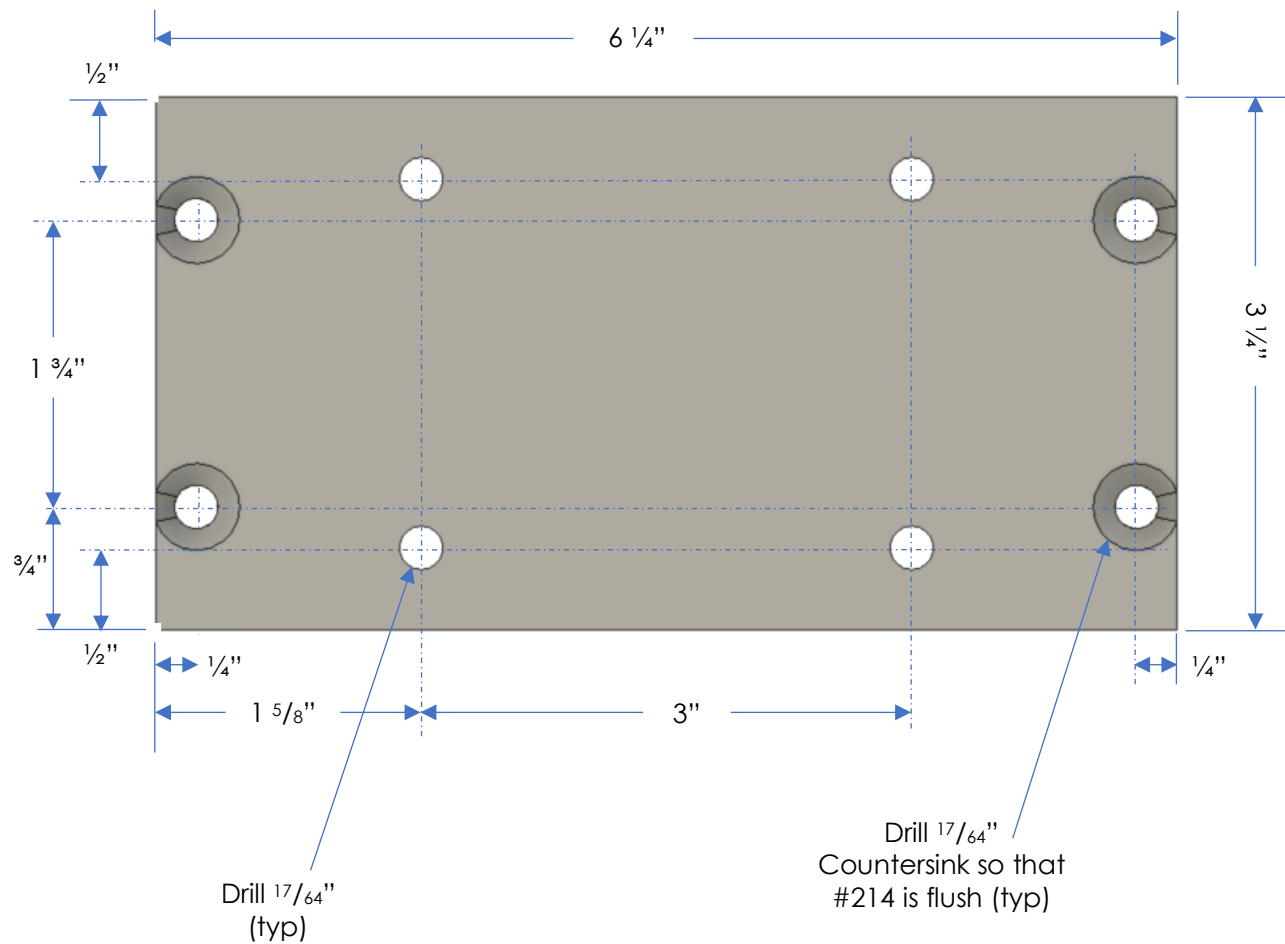 6 ¼”
½”
3 ¼”
1 ¾”
¾”
½”
¼”
¼”
1 5/8”
3”
Drill 17/64”
Countersink so that
#214 is flush (typ)
Drill 17/64”
(typ)